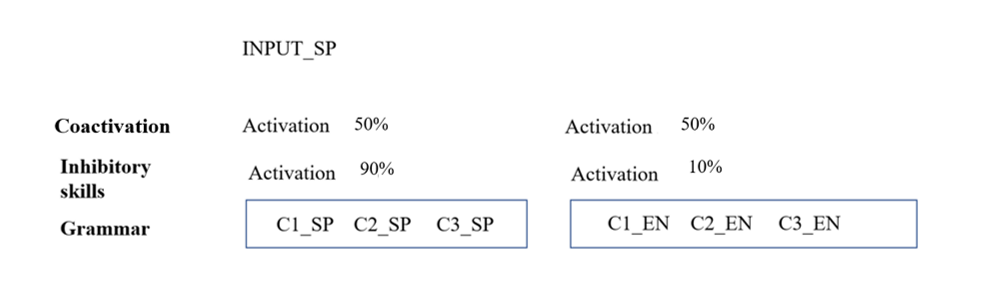 INPUT_SP
Coactivation Activation 50% Activation 50%
Inhibitory skills Activation 90% Activation 10%
Grammar C1_SP C2_SP C3_SP C1_EN C2_EN C3_EN